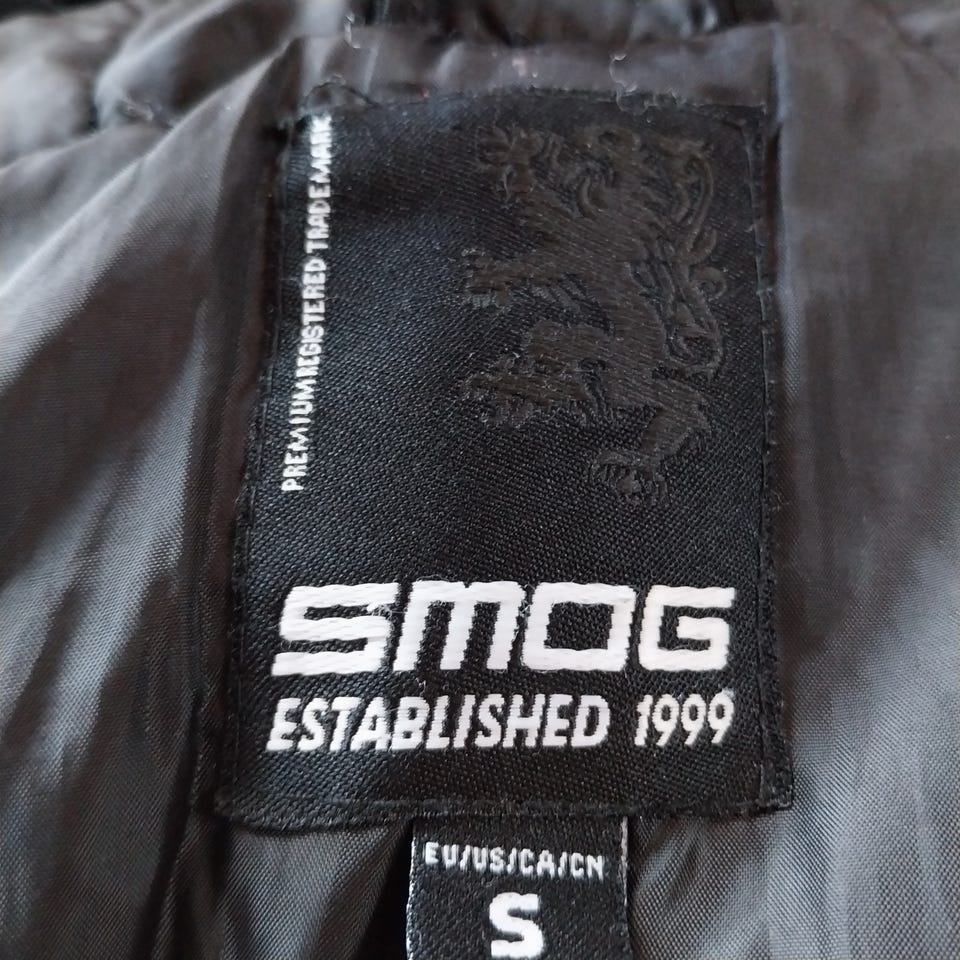 PREMIUM REGISTERED TRADEMARK
SMOG
ESTABLISHED 1999
EU/US/CA/CN
S